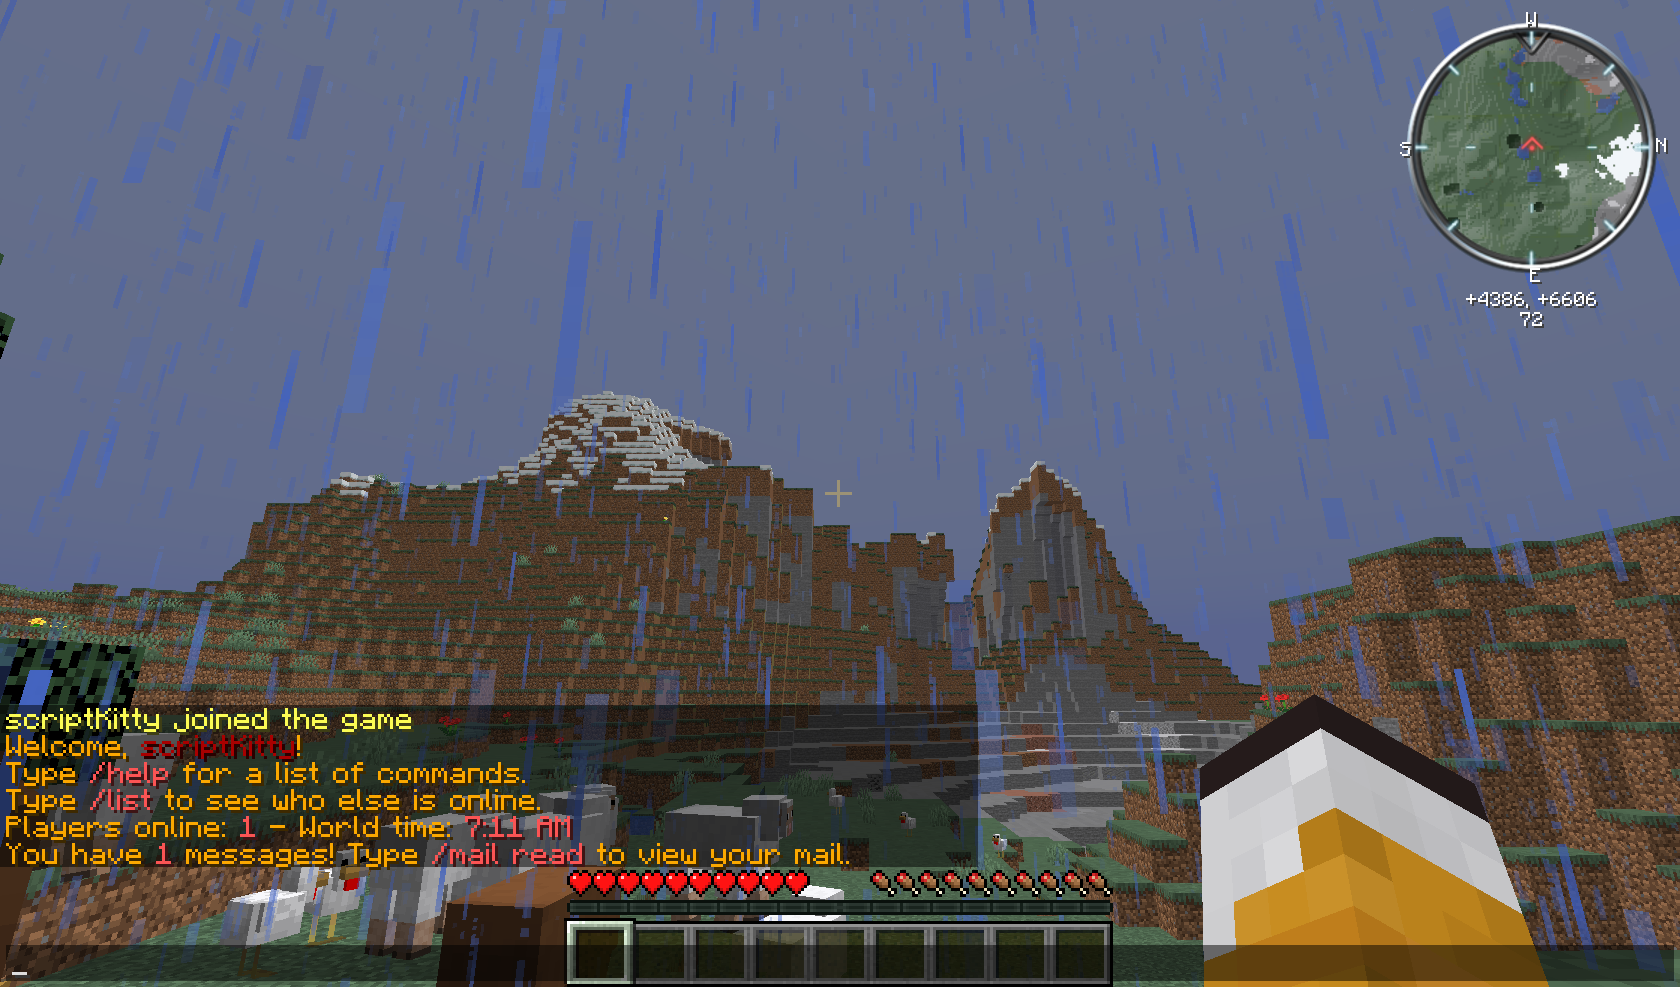 W
S
N
E
+4386, +6606
72
scriptKitty joined the game
Welcome, scriptKitty!
Type /help for a list of commands.
Type /list to see who else is online.
Players online: 1 - World time: 7:11 AM
You have 1 messages! Type /mail read to view your mail.
_